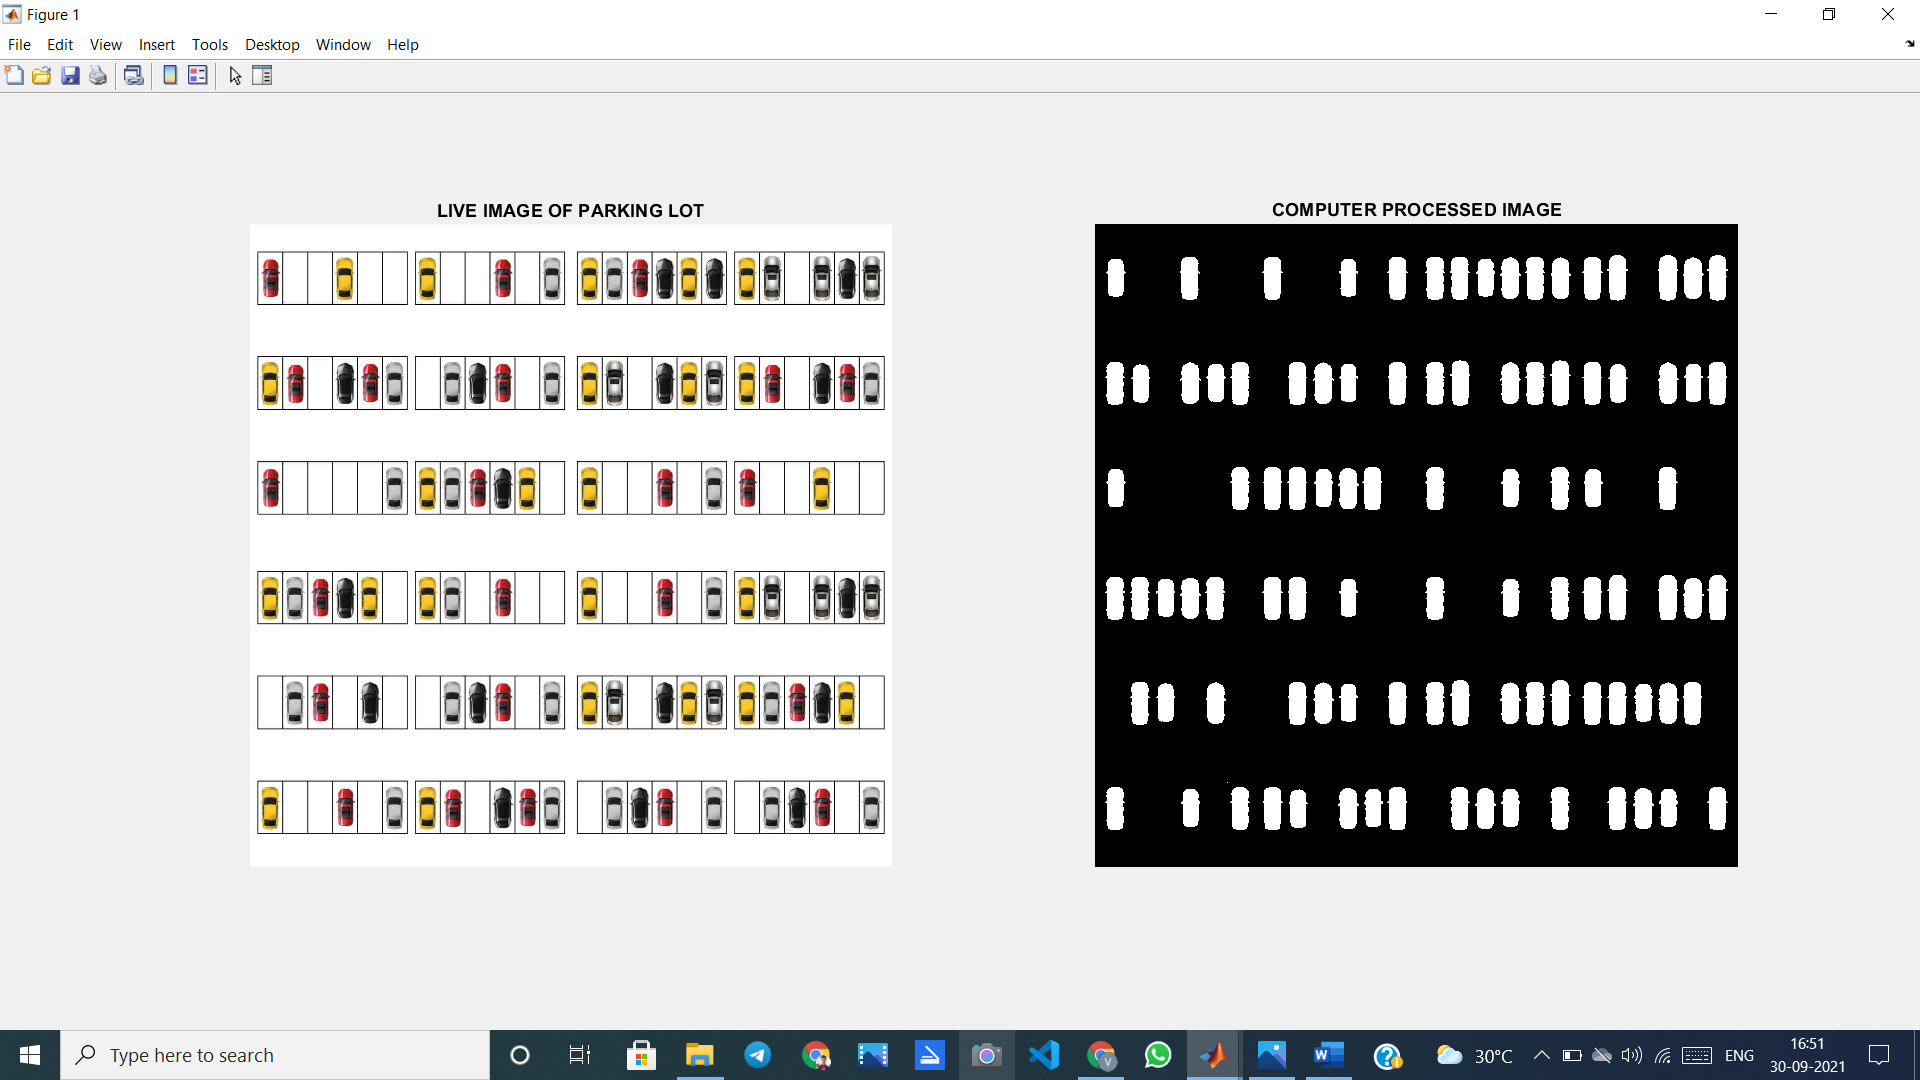 Figure 1
File Edit View Insert Tools Desktop Window Help
LIVE IMAGE OF PARKING LOT
COMPUTER PROCESSED IMAGE
Type here to search
30°C
ENG
16:51
30-09-2021